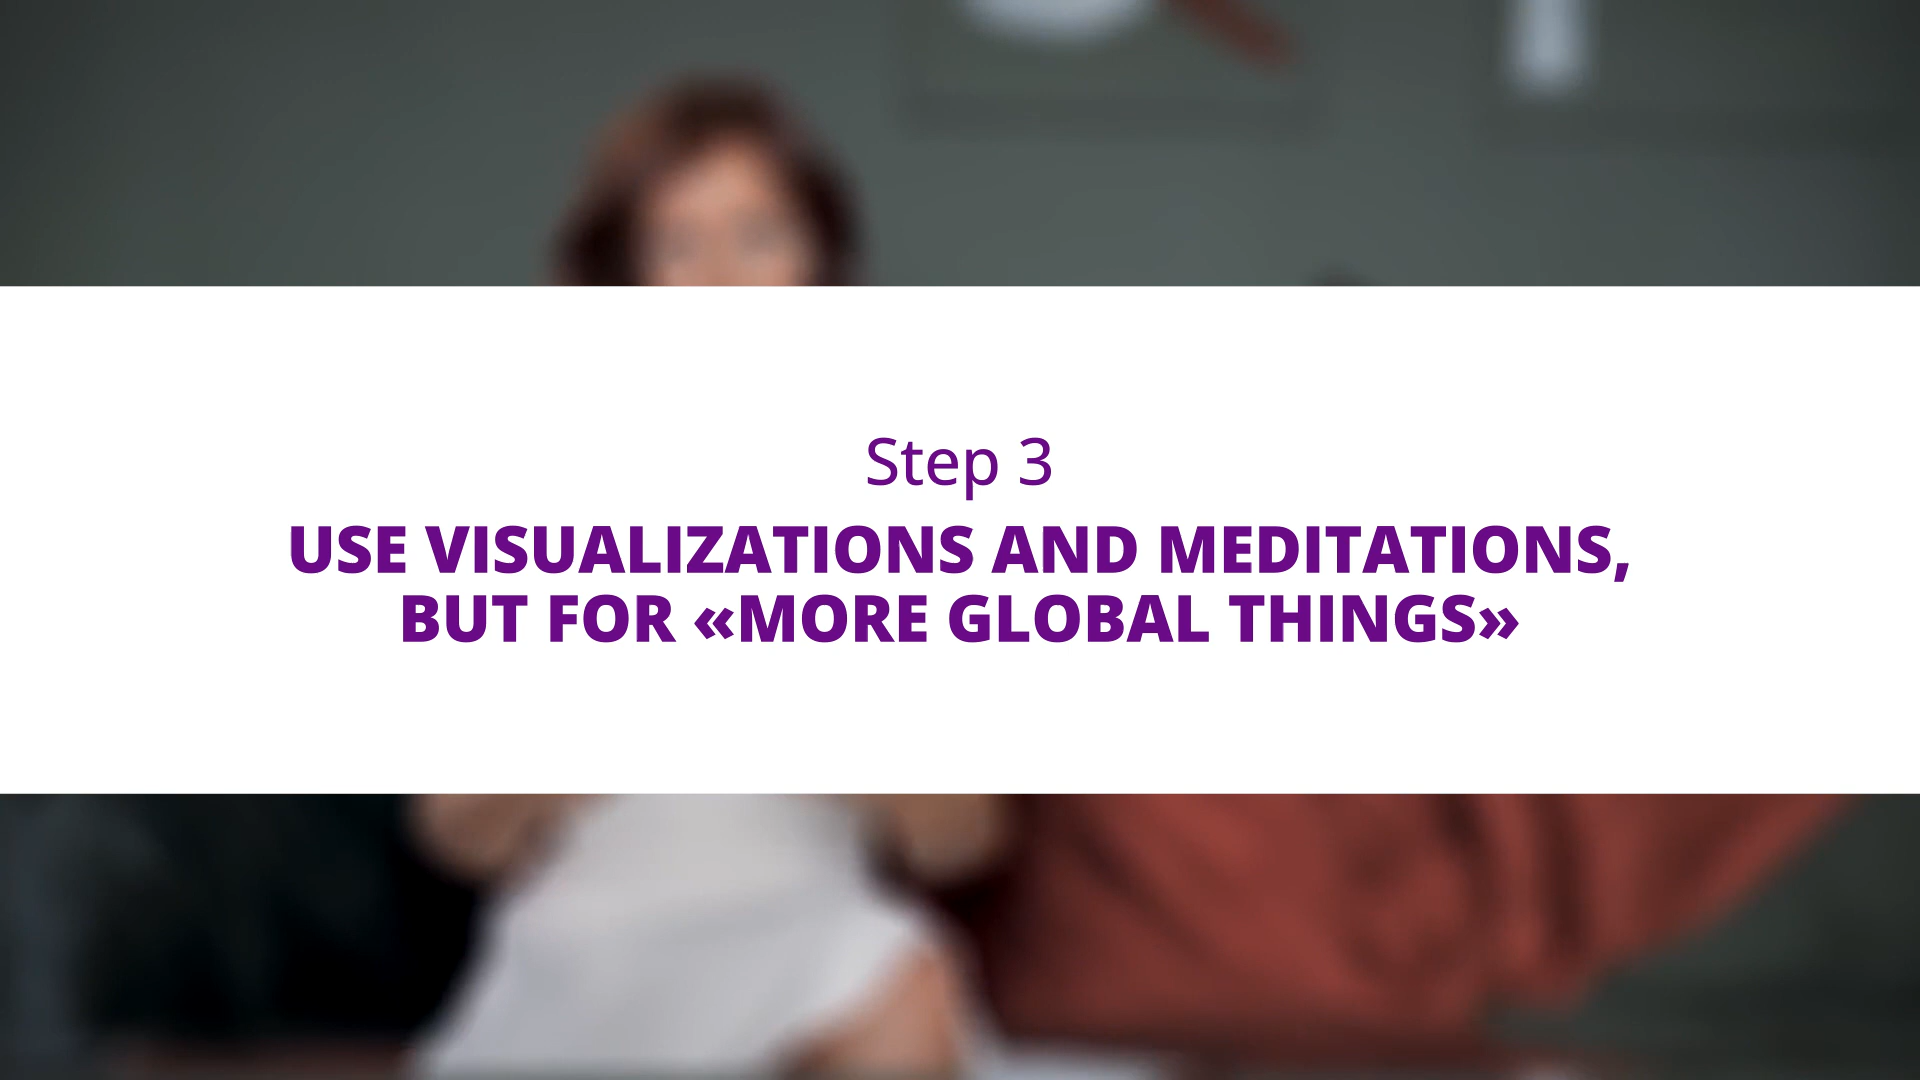 Step 3
USE VISUALIZATIONS AND MEDITATIONS,
BUT FOR «MORE GLOBAL THINGS»